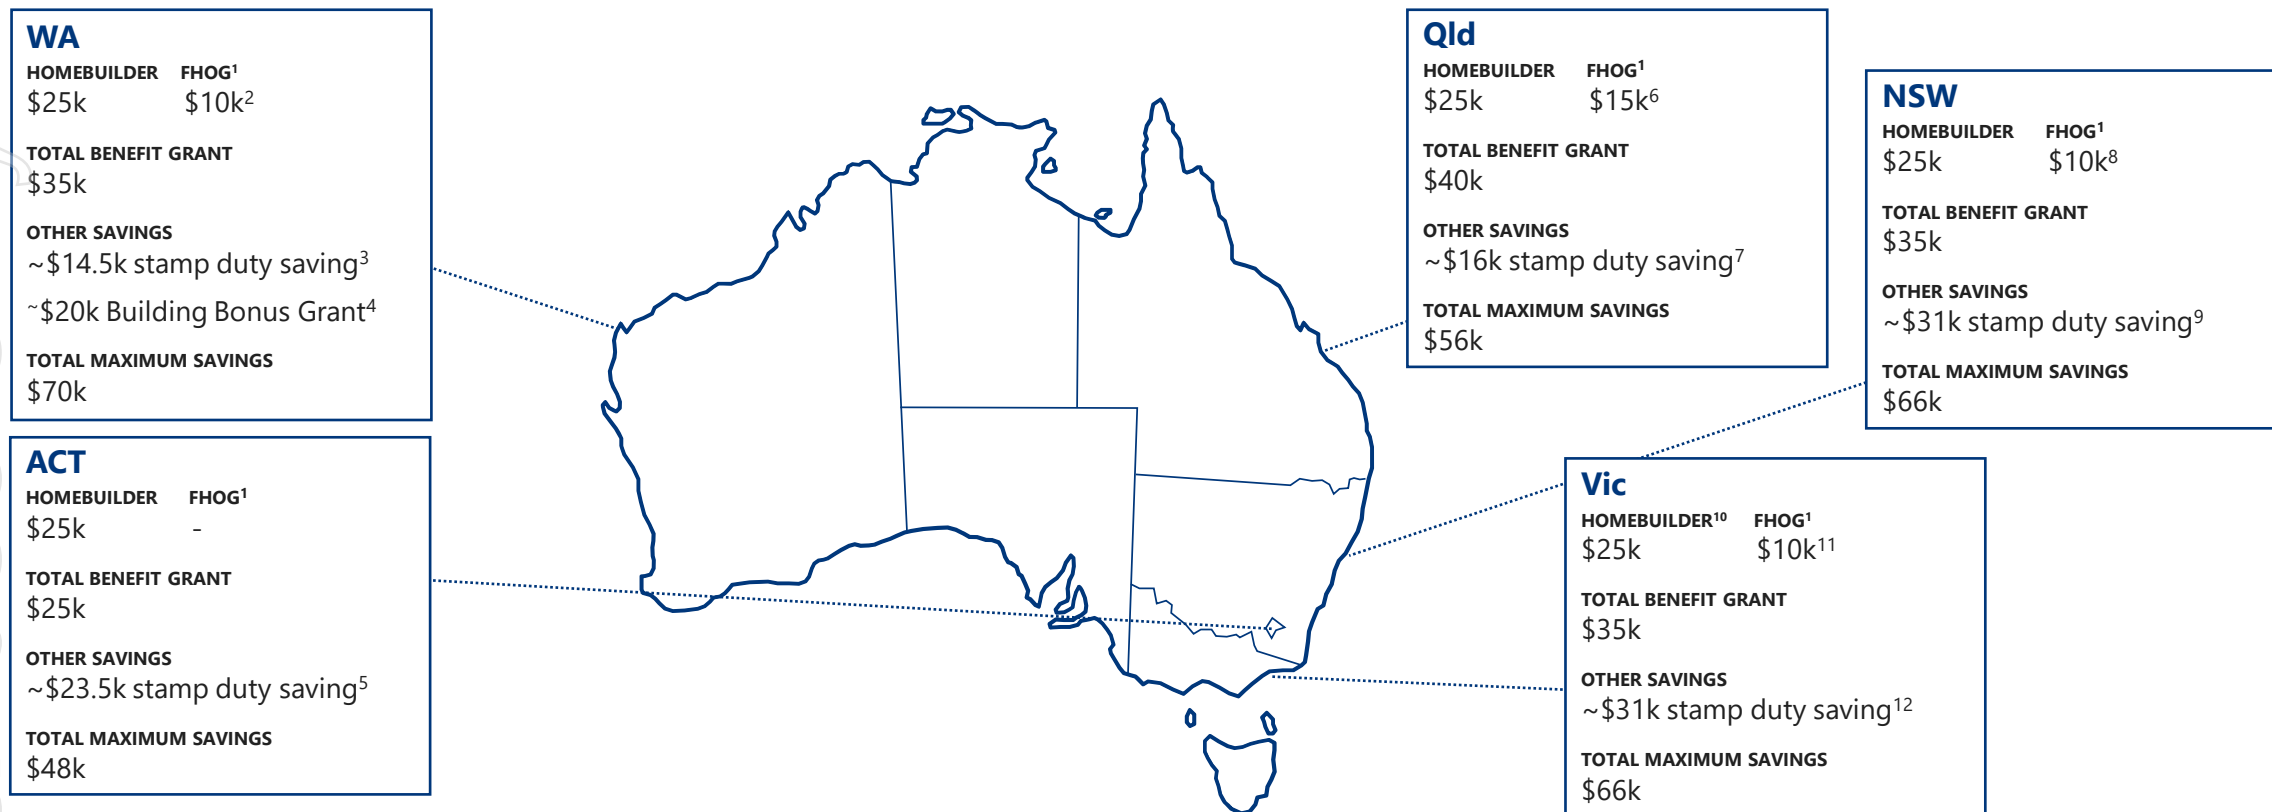 WA
HOMEBUILDER FHOG¹
$25k $10k²
TOTAL BENEFIT GRANT
$35k
OTHER SAVINGS
~$14.5k stamp duty saving³
~$20k Building Bonus Grant⁴
TOTAL MAXIMUM SAVINGS
$70k
ACT
HOMEBUILDER FHOG¹
$25k -
TOTAL BENEFIT GRANT
$25k
OTHER SAVINGS
~$23.5k stamp duty saving⁵
TOTAL MAXIMUM SAVINGS
$48k
Qld
HOMEBUILDER FHOG¹
$25k $15k⁶
TOTAL BENEFIT GRANT
$40k
OTHER SAVINGS
~$16k stamp duty saving⁷
TOTAL MAXIMUM SAVINGS
$56k
NSW
HOMEBUILDER FHOG¹
$25k $10k⁸
TOTAL BENEFIT GRANT
$35k
OTHER SAVINGS
~$31k stamp duty saving⁹
TOTAL MAXIMUM SAVINGS
$66k
Vic
HOMEBUILDER¹⁰ FHOG¹
$25k $10k¹¹
TOTAL BENEFIT GRANT
$35k
OTHER SAVINGS
~$31k stamp duty saving¹²
TOTAL MAXIMUM SAVINGS
$66k